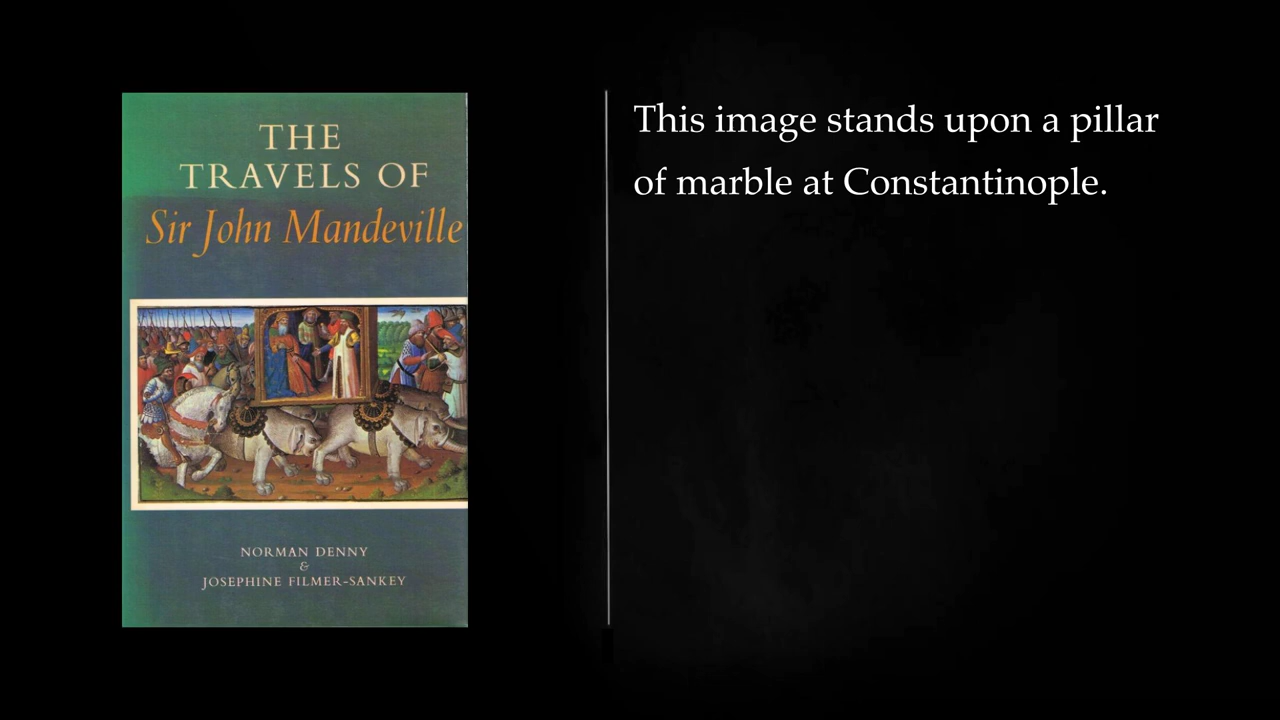 THE
TRAVELS OF
Sir John Mandeville
NORMAN DENNY
&
JOSEPHINE FILMER-SANKEY
This image stands upon a pillar
of marble at Constantinople.